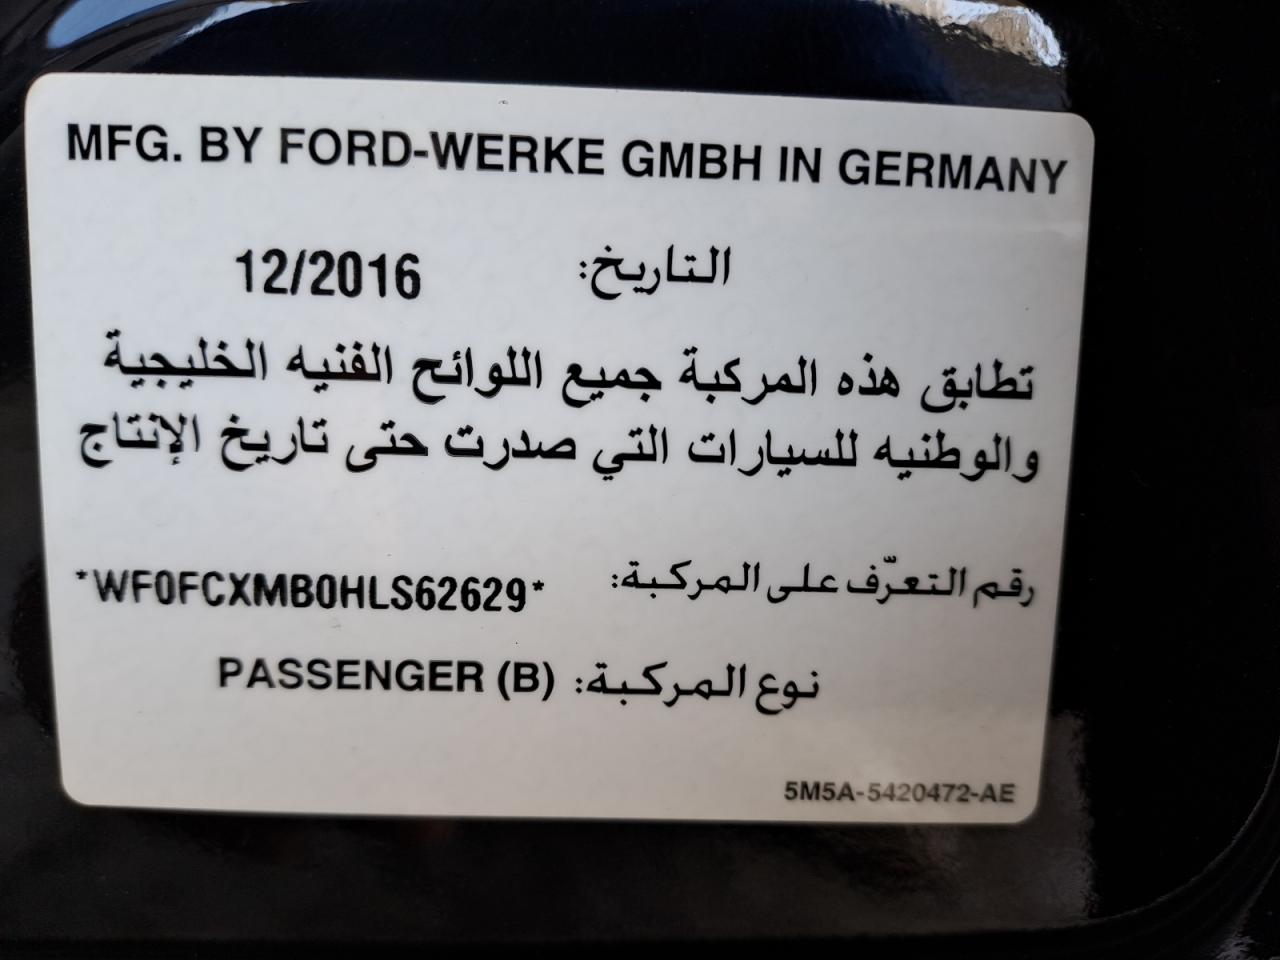 MFG. BY FORD-WERKE GMBH IN GERMANY
التاريخ: 12/2016
تطابق هذه المركبة جميع اللوائح الفنيه الخليجية
والوطنيه للسيارات التي صدرت حتى تاريخ الإنتاج
رقم التعرّف على المركبة: *WF0FCXMB0HLS62629*
نوع المركبة: PASSENGER (B)
5M5A-5420472-AE